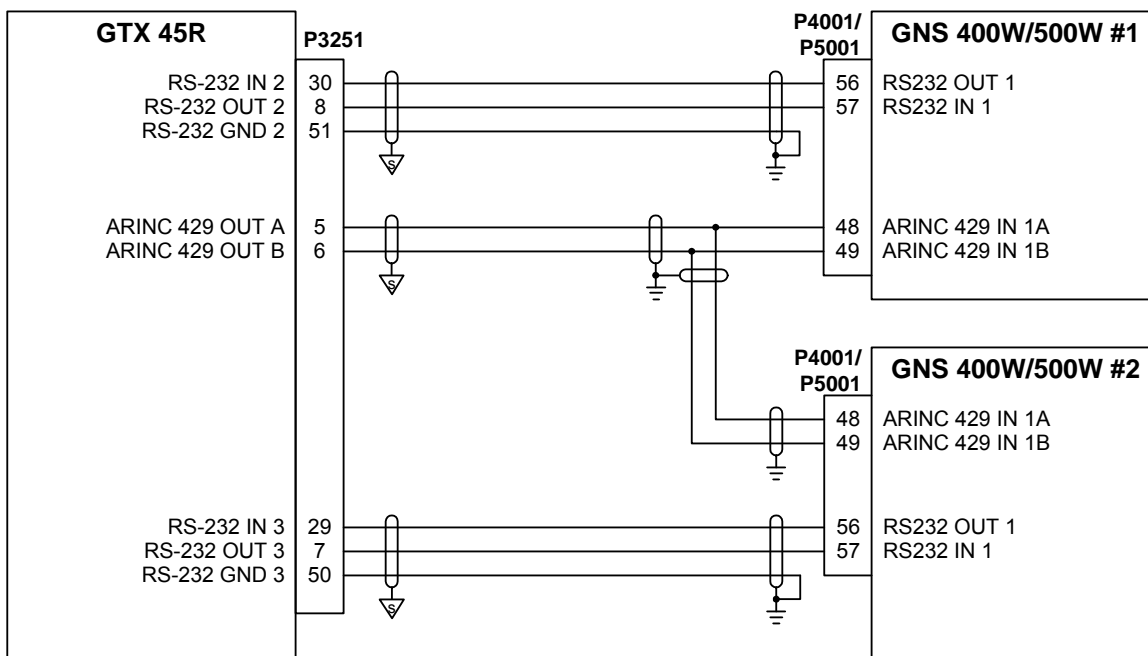 GTX 45R
P3251
P4001/
P5001
GNS 400W/500W #1
RS-232 IN 2 30 56 RS232 OUT 1
RS-232 OUT 2 8 57 RS232 IN 1
RS-232 GND 2 51
S
ARINC 429 OUT A 5 48 ARINC 429 IN 1A
ARINC 429 OUT B 6 49 ARINC 429 IN 1B
S
P4001/
P5001
GNS 400W/500W #2
48 ARINC 429 IN 1A
49 ARINC 429 IN 1B
RS-232 IN 3 29 56 RS232 OUT 1
RS-232 OUT 3 7 57 RS232 IN 1
RS-232 GND 3 50
S